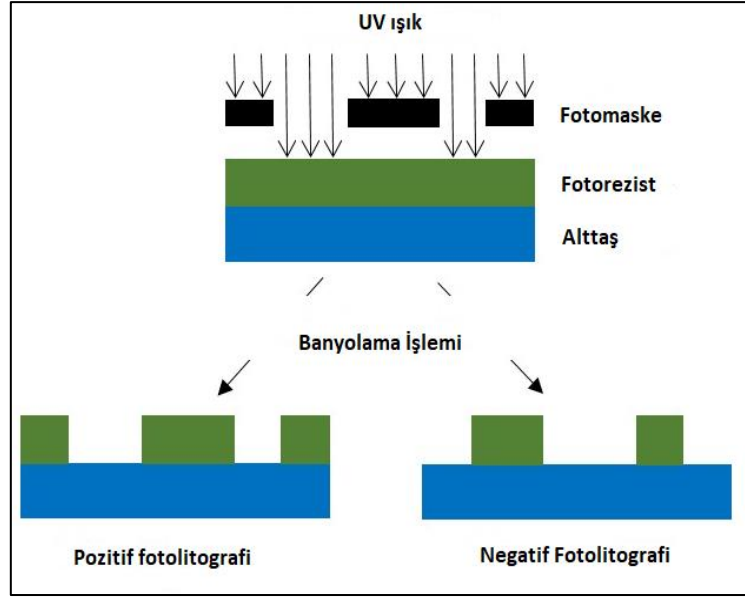 UV ışık
Fotomaske
Fotorezist
Alttaş
Banyolama İşlemi
Pozitif fotolitografi
Negatif Fotolitografi